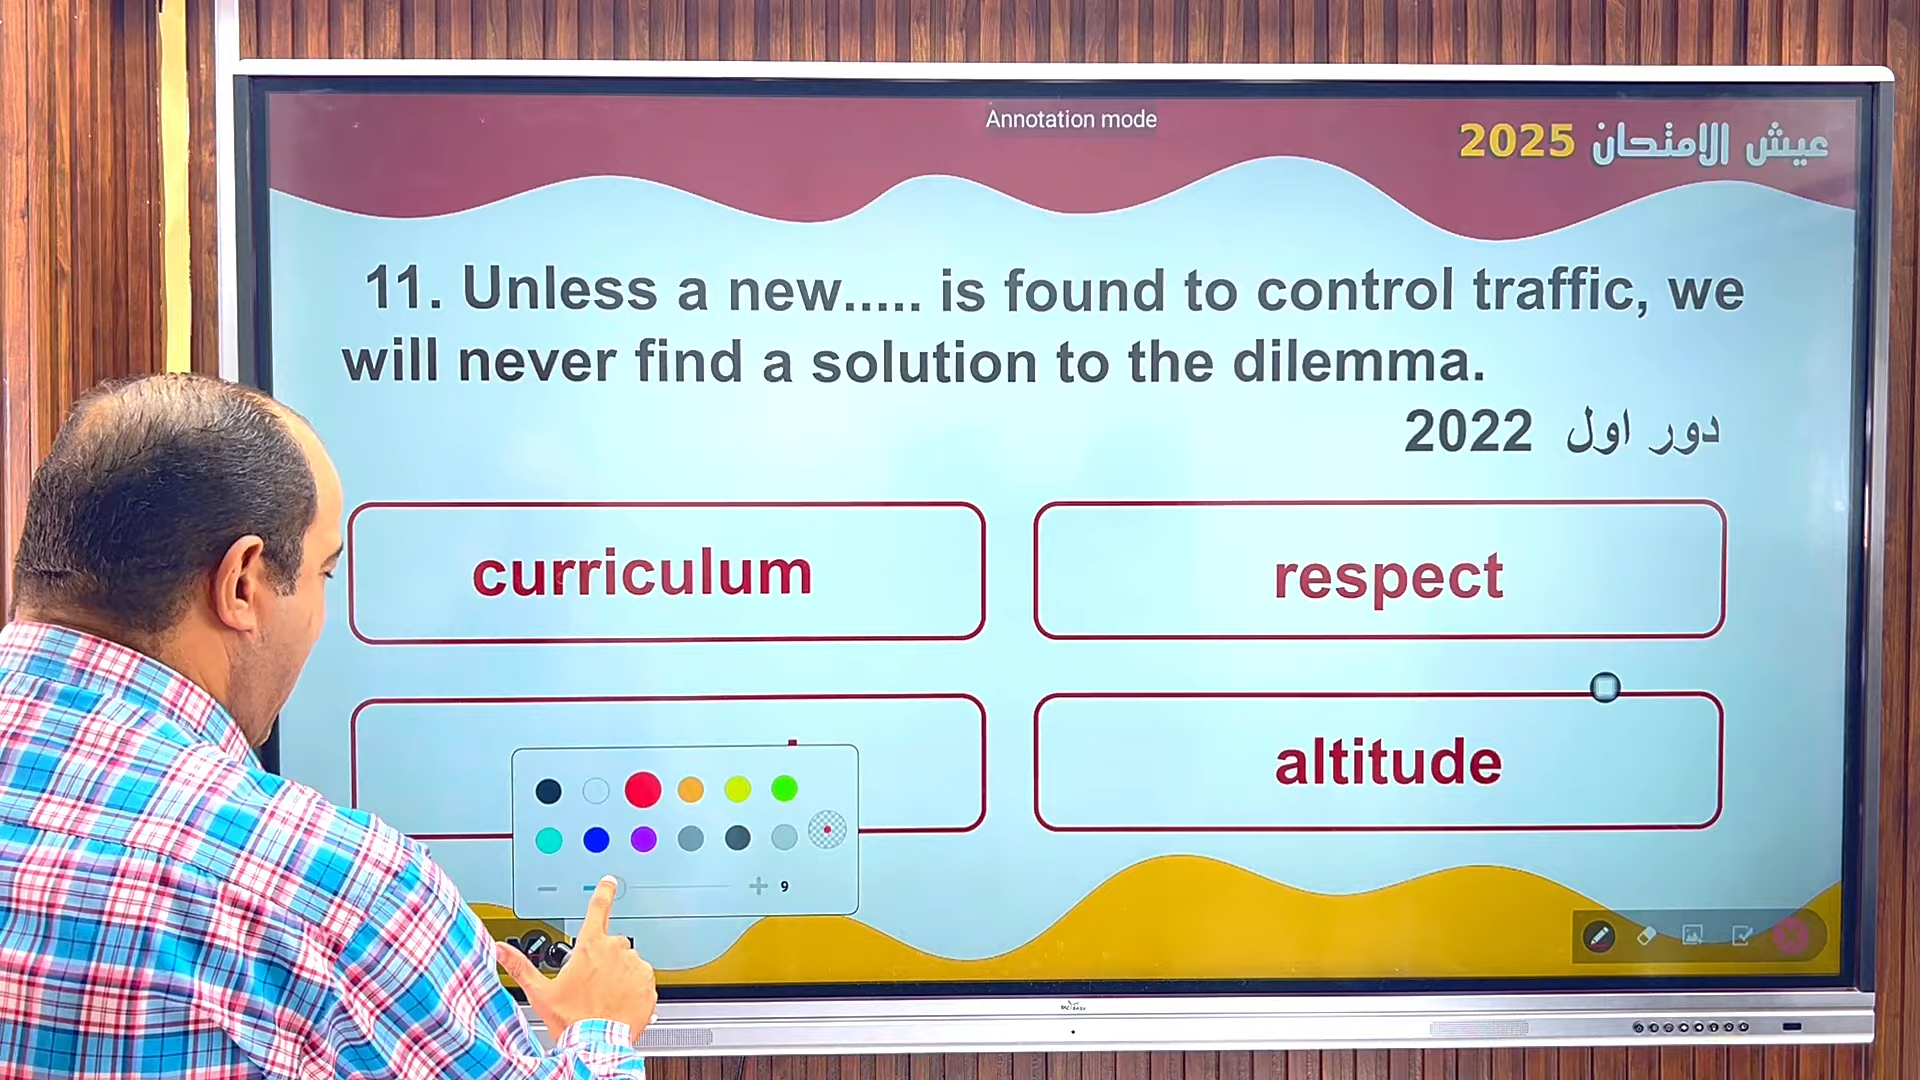 Annotation mode
عيش الامتحان 2025
11. Unless a new..... is found to control traffic, we
will never find a solution to the dilemma.
دور اول 2022
curriculum
respect
altitude
9